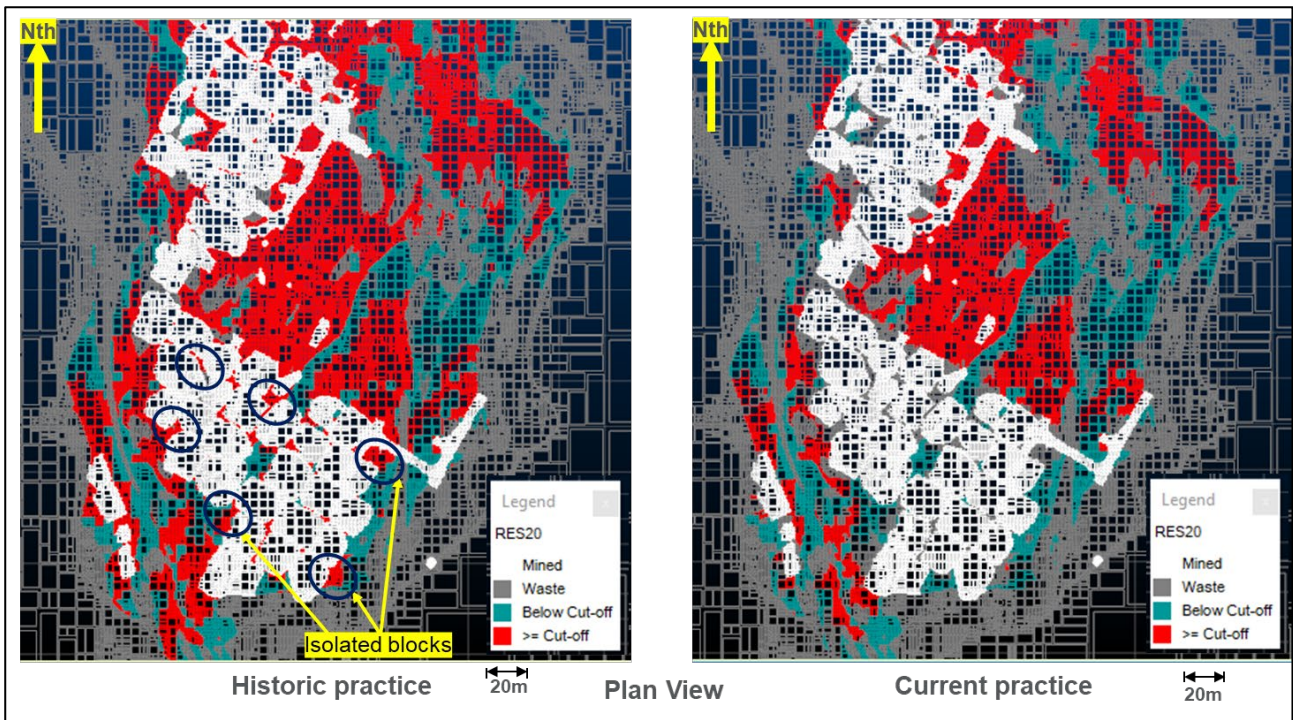 Nth
Legend
RES20
Mined
Waste
Below Cut-off
>= Cut-off
Isolated blocks
Historic practice
20m
Nth
Legend
RES20
Mined
Waste
Below Cut-off
>= Cut-off
Current practice
20m
Plan View